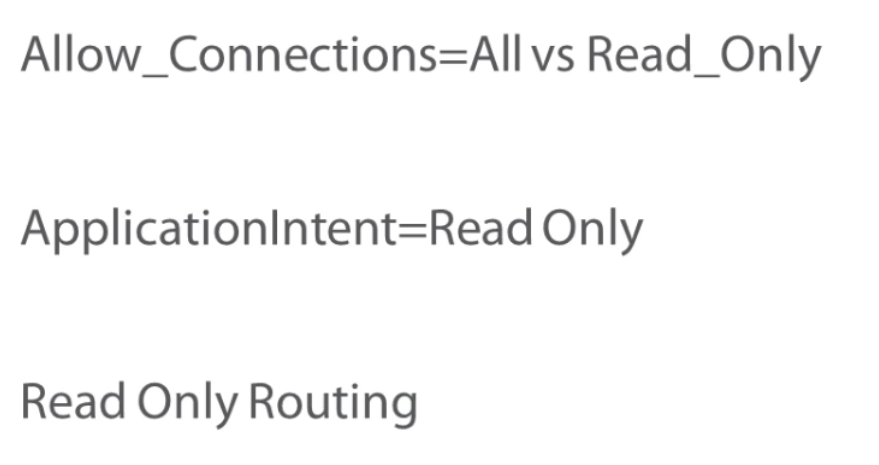 Allow_Connections=All vs Read_Only
ApplicationIntent=Read Only
Read Only Routing